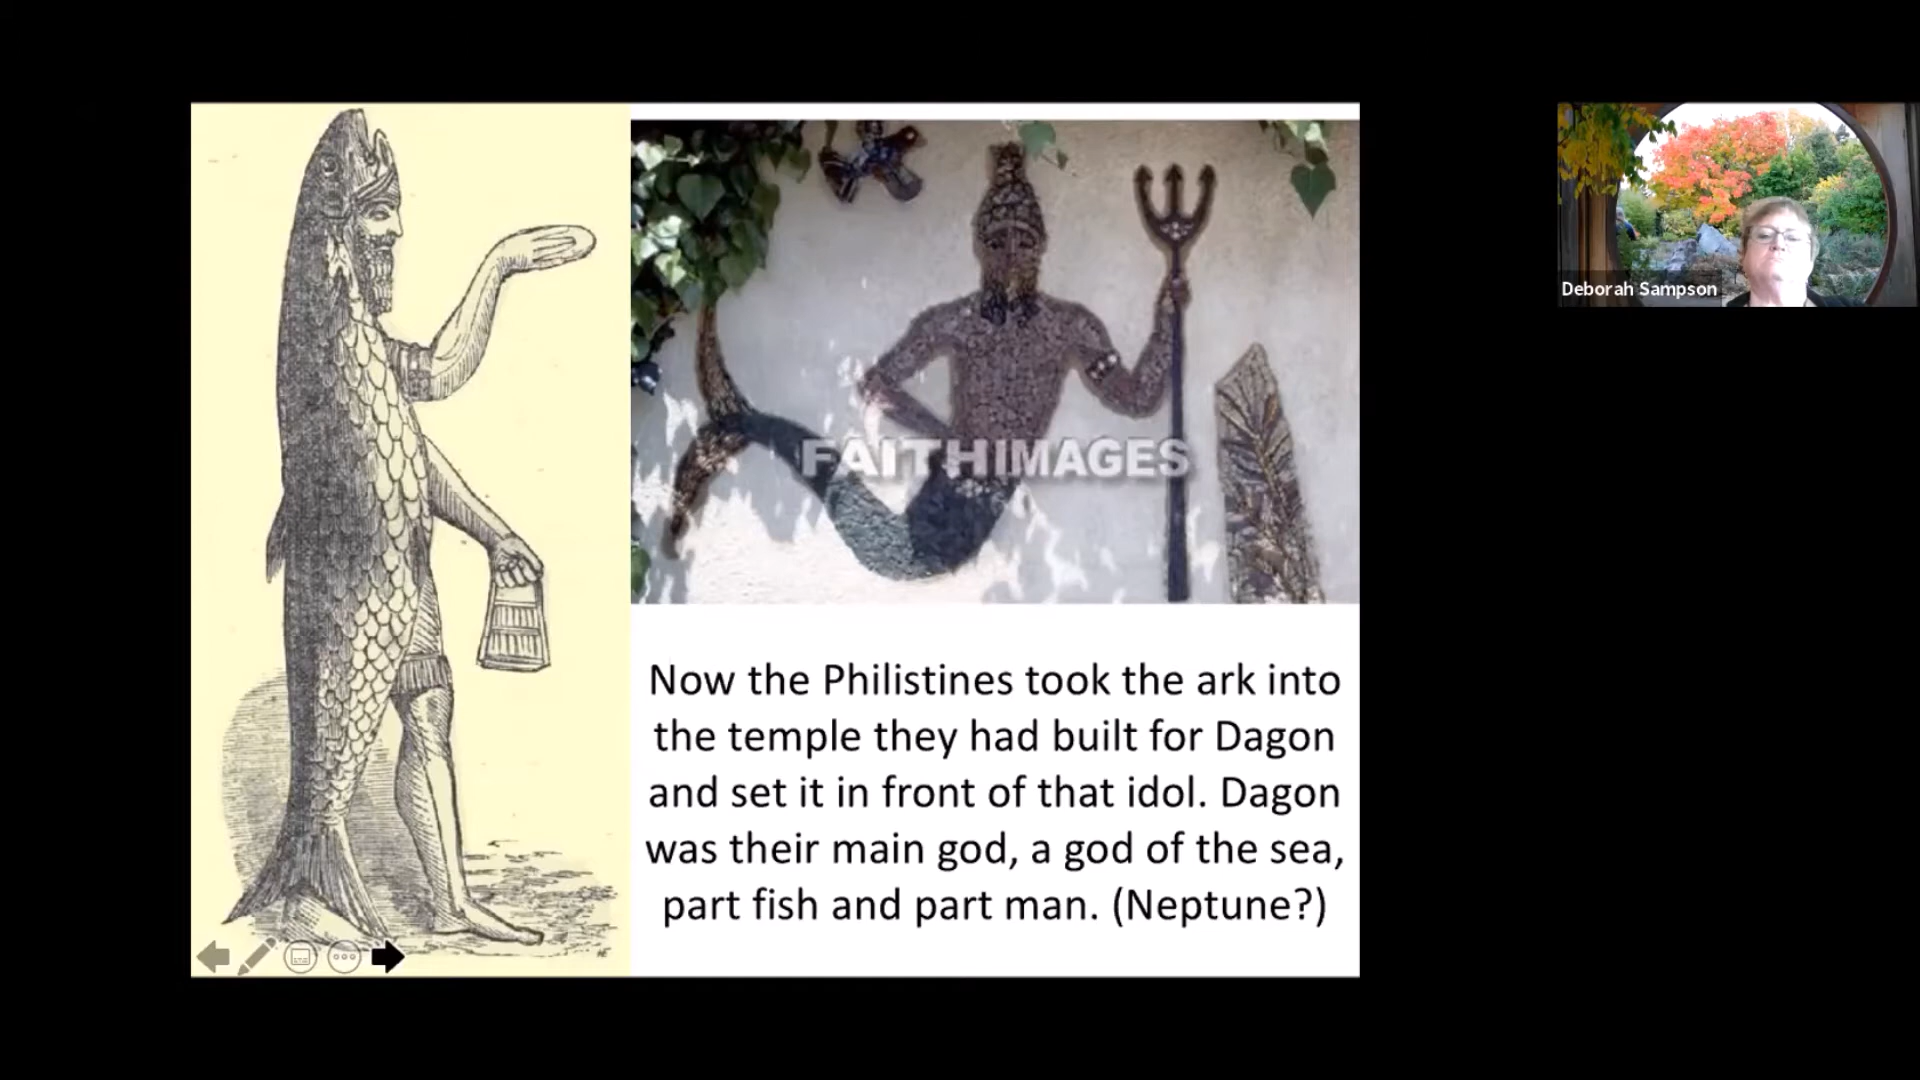 FAITHIMAGES
Deborah Sampson
Now the Philistines took the ark into
the temple they had built for Dagon
and set it in front of that idol. Dagon
was their main god, a god of the sea,
part fish and part man. (Neptune?)